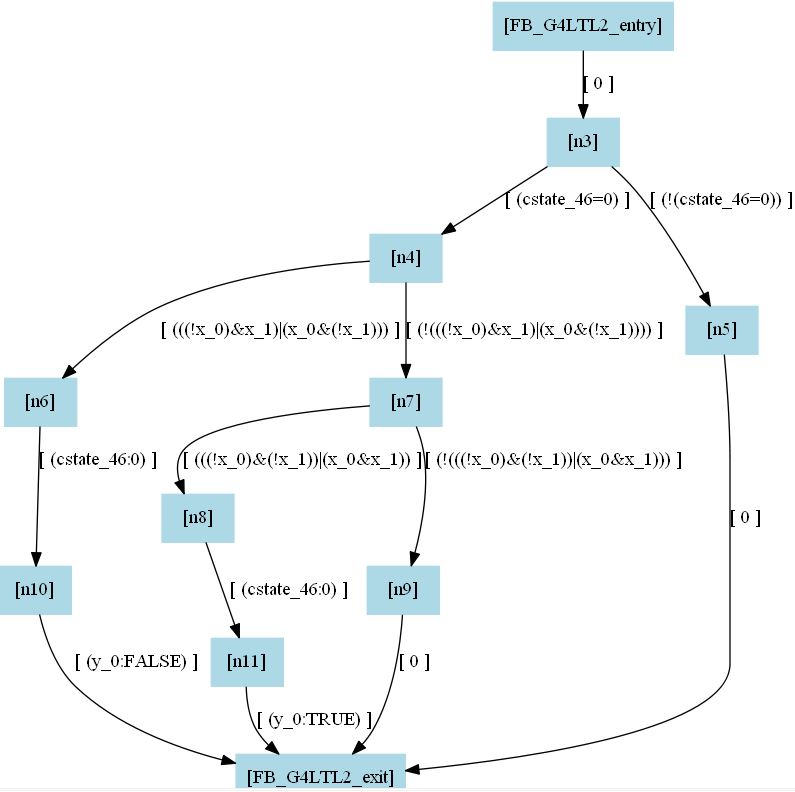 [FB_G4LTL2_entry]
[ 0 ]
[n3]
[ (cstate_46=0) ]
[ (!(cstate_46=0)) ]
[n4]
[ (((!x_0)&x_1)|(x_0&(!x_1))) ]
[ (!(((!x_0)&x_1)|(x_0&(!x_1)))) ]
[n5]
[n6]
[n7]
[ (cstate_46:0) ]
[ (((!x_0)&(!x_1))|(x_0&x_1)) ]
[ (!(((!x_0)&(!x_1))|(x_0&x_1))) ]
[n8]
[ 0 ]
[n10]
[ (cstate_46:0) ]
[n9]
[ (y_0:FALSE) ]
[n11]
[ 0 ]
[ (y_0:TRUE) ]
[FB_G4LTL2_exit]